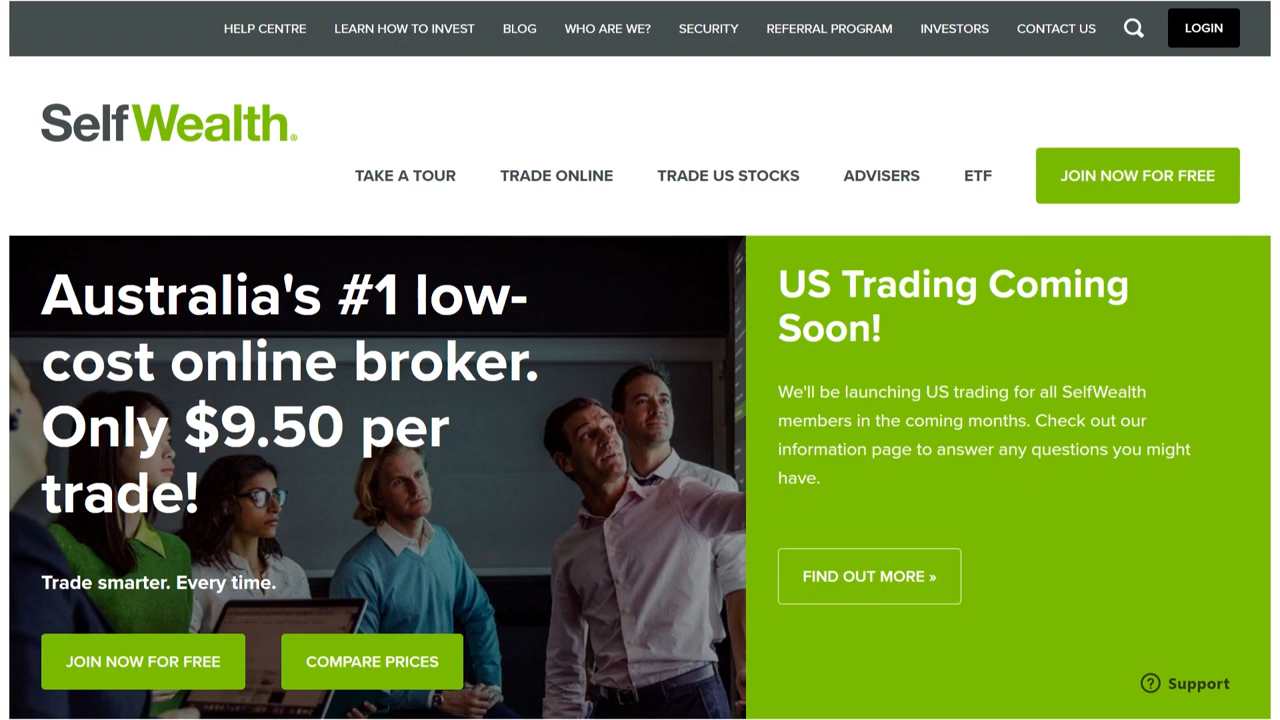 HELP CENTRE LEARN HOW TO INVEST BLOG WHO ARE WE? SECURITY REFERRAL PROGRAM INVESTORS CONTACT US LOGIN
SelfWealth®
TAKE A TOUR TRADE ONLINE TRADE US STOCKS ADVISERS ETF JOIN NOW FOR FREE
Australia's #1 low-
cost online broker.
Only $9.50 per
trade!
Trade smarter. Every time.
JOIN NOW FOR FREE COMPARE PRICES
US Trading Coming
Soon!
We'll be launching US trading for all SelfWealth
members in the coming months. Check out our
information page to answer any questions you might
have.
FIND OUT MORE »
Support